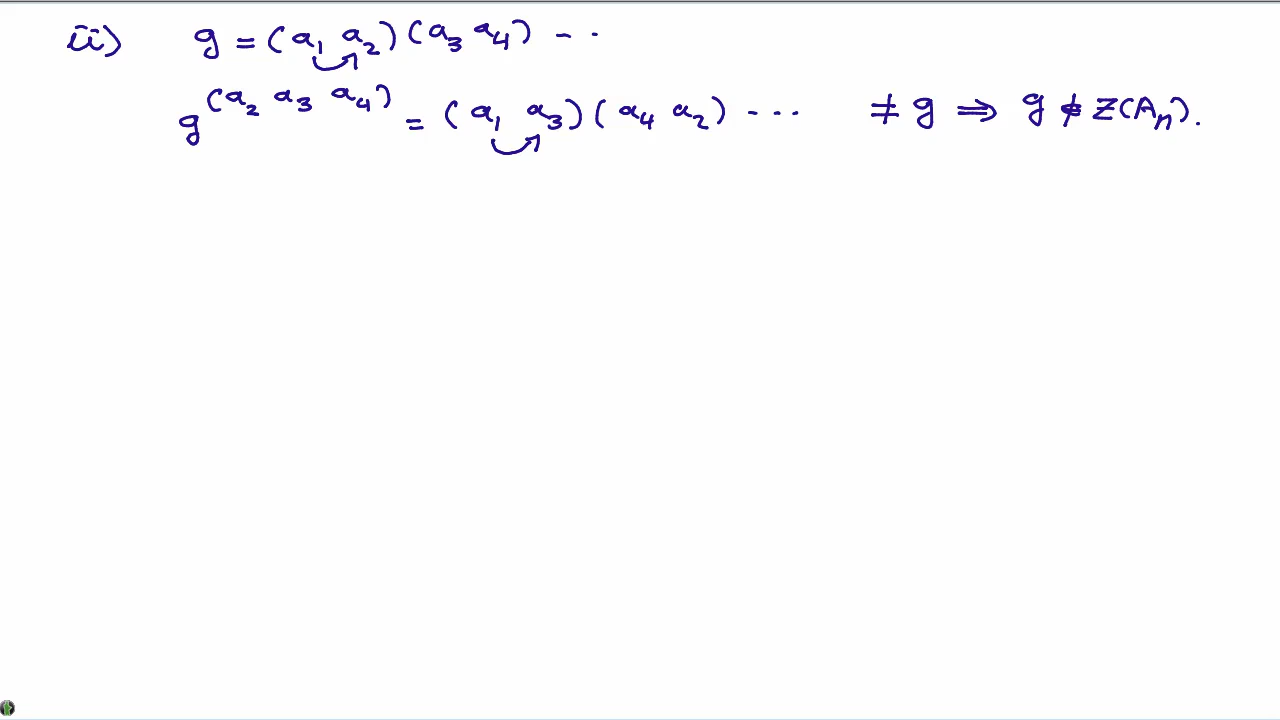 ii) g = (a₁ a₂)(a₃ a₄) - ..
g^(a₂ a₃ a₄) = (a₁ a₃)(a₄ a₂) ... ≠ g ⇒ g ∉ Z(Aₙ).